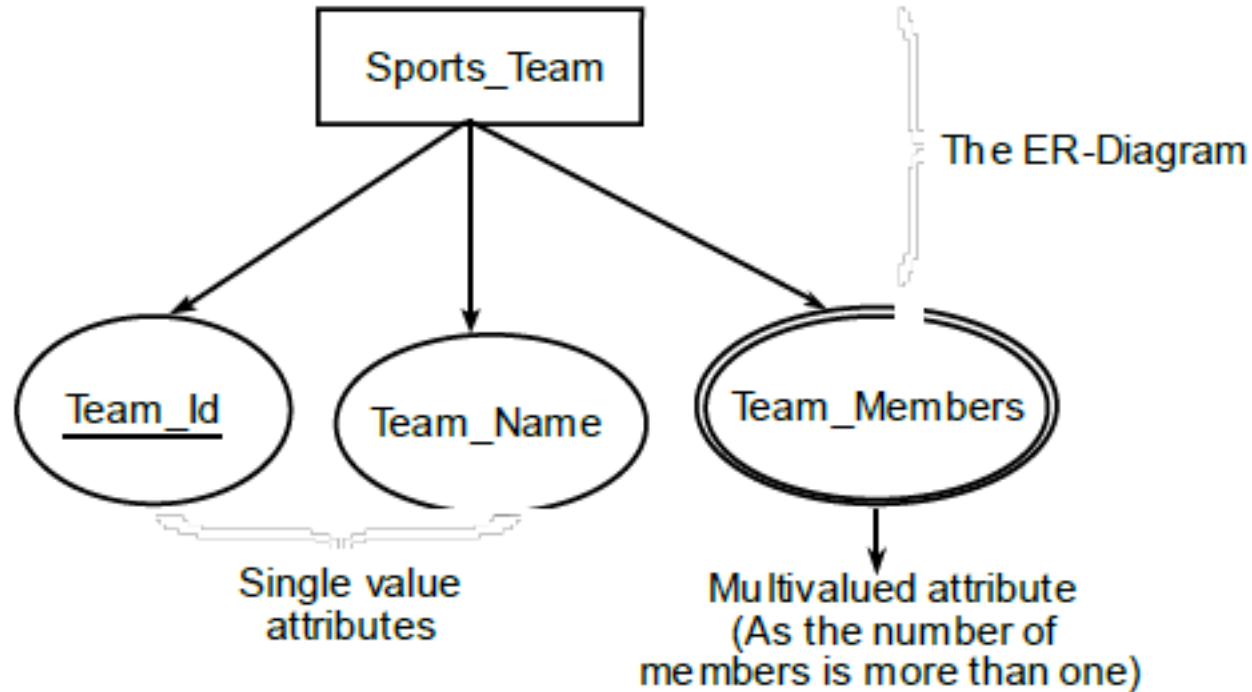 Sports_Team
The ER-Diagram
Team_Id
Team_Name
Team_Members
Single value
attributes
Multivalued attribute
(As the number of
members is more than one)